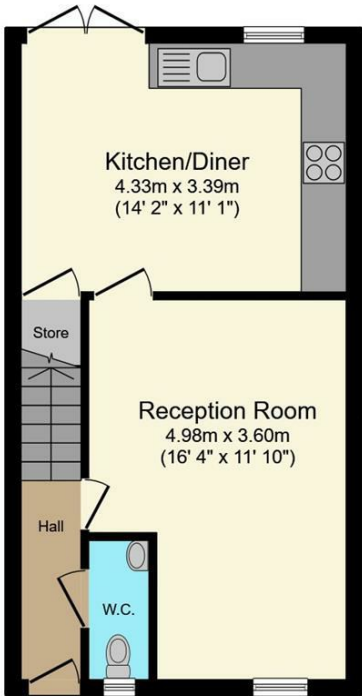 Kitchen/Diner
4.33m x 3.39m
(14' 2" x 11' 1")
Store
Reception Room
4.98m x 3.60m
(16' 4" x 11' 10")
Hall
W.C.